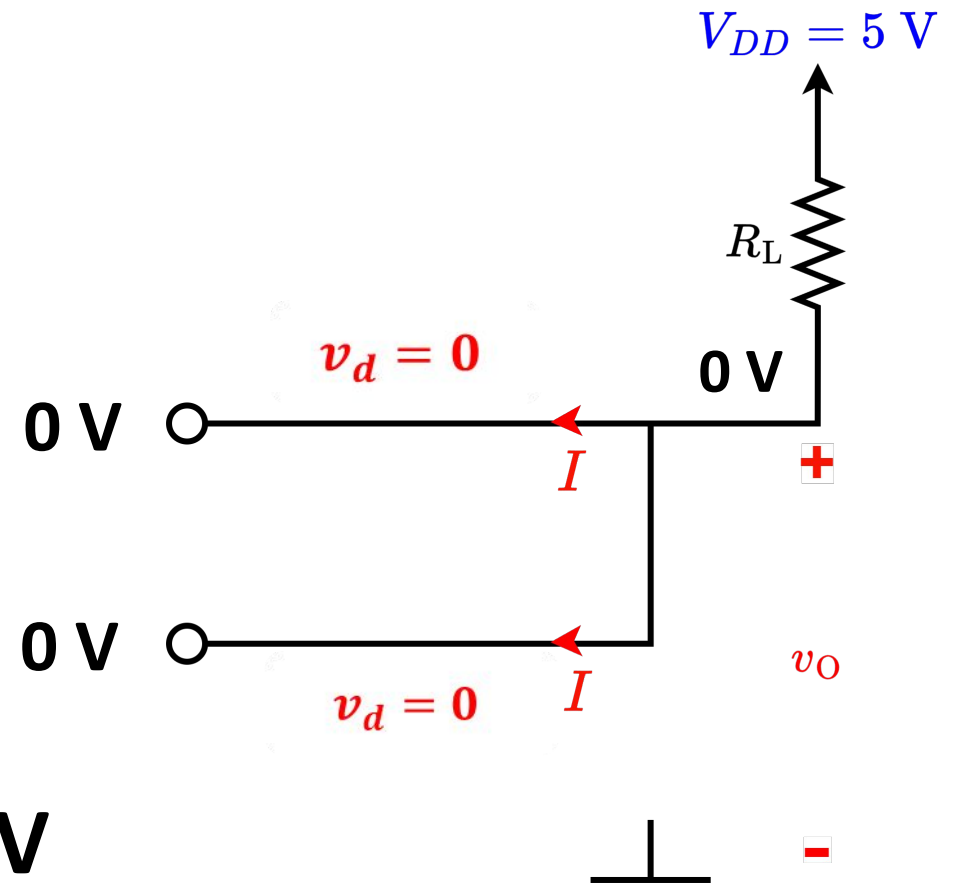 V_DD = 5 V
R_L
v_d = 0
0 V
0 V
I
+
0 V
v_O
I
v_d = 0
V
-